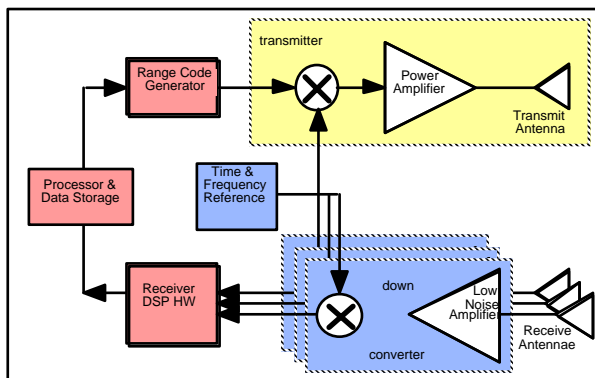 transmitter
Range Code
Generator
Power
Amplifier
Transmit
Antenna
Time &
Frequency
Reference
Processor &
Data Storage
Receiver
DSP HW
down
Low
Noise
Amplifier
converter
Receive
Antennae